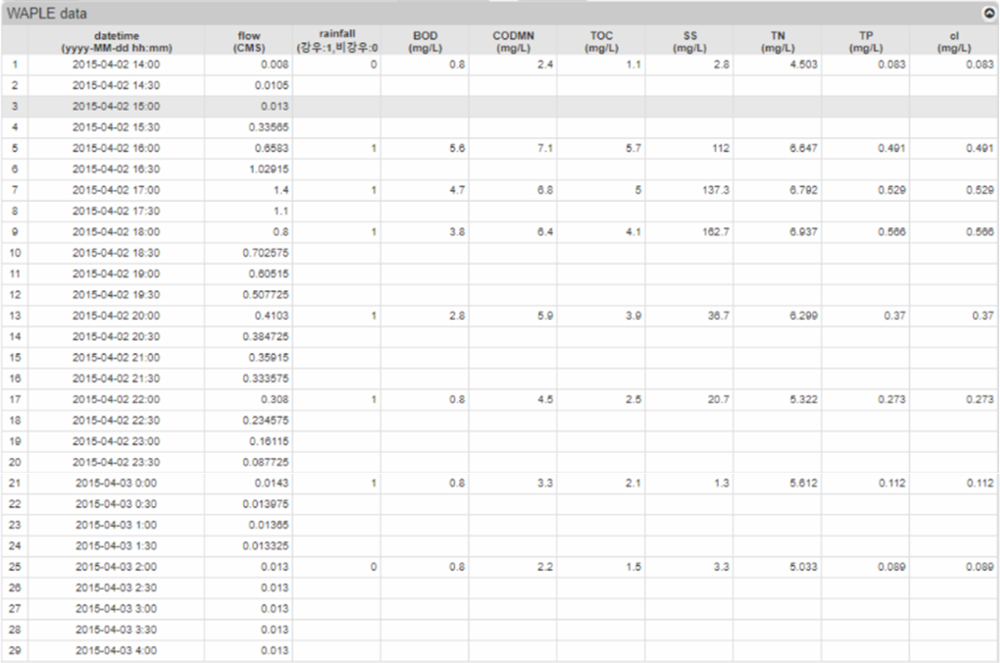 WAPLE data
datetime (yyyy-MM-dd hh:mm) flow (CMS) rainfall (강우:1,비강우:0 BOD (mg/L) CODMN (mg/L) TOC (mg/L) SS (mg/L) TN (mg/L) TP (mg/L) cl (mg/L)
1 2015-04-02 14:00 0.008 0 0.8 2.4 1.1 2.8 4.503 0.083 0.083
2 2015-04-02 14:30 0.0105
3 2015-04-02 15:00 0.013
4 2015-04-02 15:30 0.33565
5 2015-04-02 16:00 0.6583 1 5.6 7.1 5.7 112 6.647 0.491 0.491
6 2015-04-02 16:30 1.02915
7 2015-04-02 17:00 1.4 1 4.7 6.8 5 137.3 6.792 0.529 0.529
8 2015-04-02 17:30 1.1
9 2015-04-02 18:00 0.8 1 3.8 6.4 4.1 162.7 6.937 0.566 0.566
10 2015-04-02 18:30 0.702575
11 2015-04-02 19:00 0.60515
12 2015-04-02 19:30 0.507725
13 2015-04-02 20:00 0.4103 1 2.8 5.9 3.9 36.7 6.299 0.37 0.37
14 2015-04-02 20:30 0.384725
15 2015-04-02 21:00 0.35915
16 2015-04-02 21:30 0.333575
17 2015-04-02 22:00 0.308 1 0.8 4.5 2.5 20.7 5.322 0.273 0.273
18 2015-04-02 22:30 0.234575
19 2015-04-02 23:00 0.16115
20 2015-04-02 23:30 0.087725
21 2015-04-03 0:00 0.0143 1 0.8 3.3 2.1 1.3 5.612 0.112 0.112
22 2015-04-03 0:30 0.013975
23 2015-04-03 1:00 0.01365
24 2015-04-03 1:30 0.013325
25 2015-04-03 2:00 0.013 0 0.8 2.2 1.5 3.3 5.033 0.089 0.089
26 2015-04-03 2:30 0.013
27 2015-04-03 3:00 0.013
28 2015-04-03 3:30 0.013
29 2015-04-03 4:00 0.013